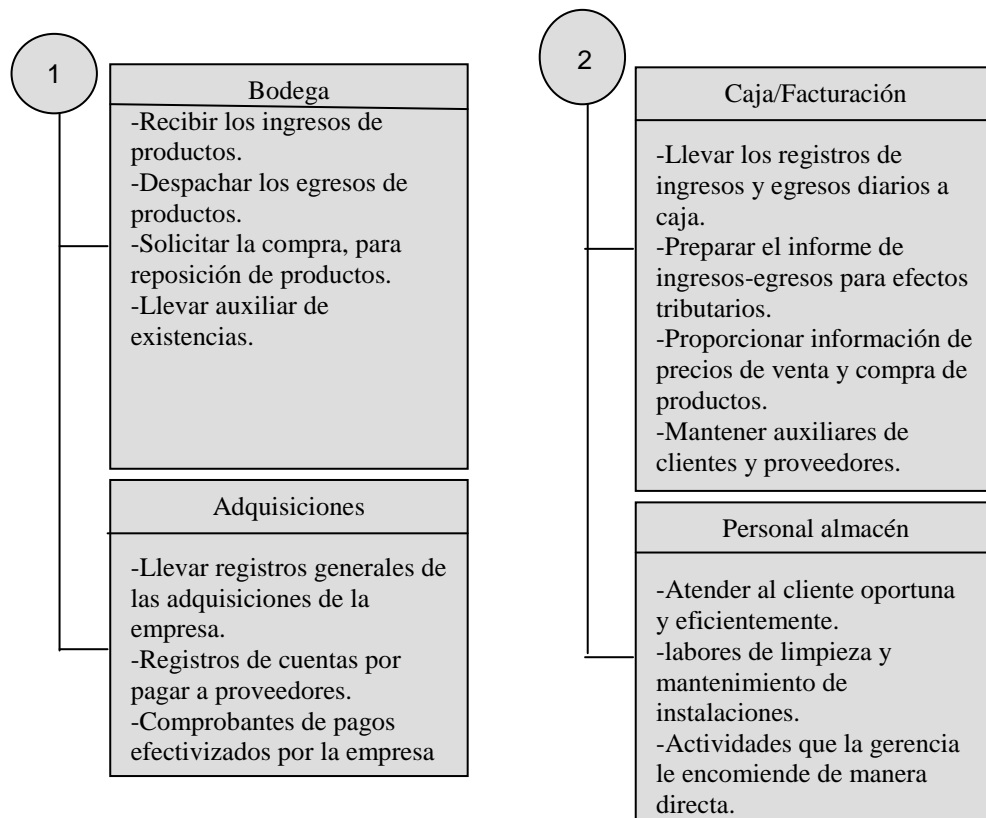 1
Bodega
-Recibir los ingresos de
productos.
-Despachar los egresos de
productos.
-Solicitar la compra, para
reposición de productos.
-Llevar auxiliar de
existencias.
Adquisiciones
-Llevar registros generales de
las adquisiciones de la
empresa.
-Registros de cuentas por
pagar a proveedores.
-Comprobantes de pagos
efectivizados por la empresa
2
Caja/Facturación
-Llevar los registros de
ingresos y egresos diarios a
caja.
-Preparar el informe de
ingresos-egresos para efectos
tributarios.
-Proporcionar información de
precios de venta y compra de
productos.
-Mantener auxiliares de
clientes y proveedores.
Personal almacén
-Atender al cliente oportuna
y eficientemente.
-labores de limpieza y
mantenimiento de
instalaciones.
-Actividades que la gerencia
le encomiende de manera
directa.